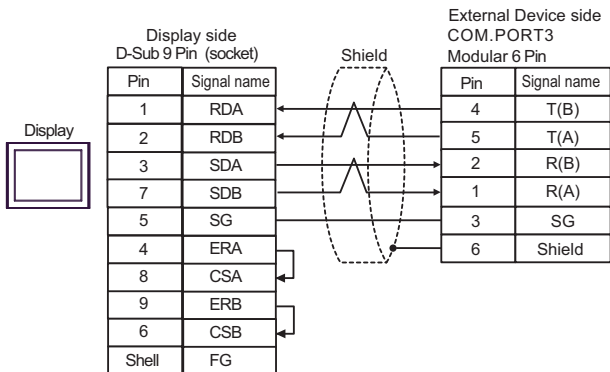 Display side
D-Sub 9 Pin (socket)
Shield
External Device side
COM.PORT3
Modular 6 Pin
Display
Pin Signal name
1 RDA
2 RDB
3 SDA
7 SDB
5 SG
4 ERA
8 CSA
9 ERB
6 CSB
Shell FG
Pin Signal name
4 T(B)
5 T(A)
2 R(B)
1 R(A)
3 SG
6 Shield